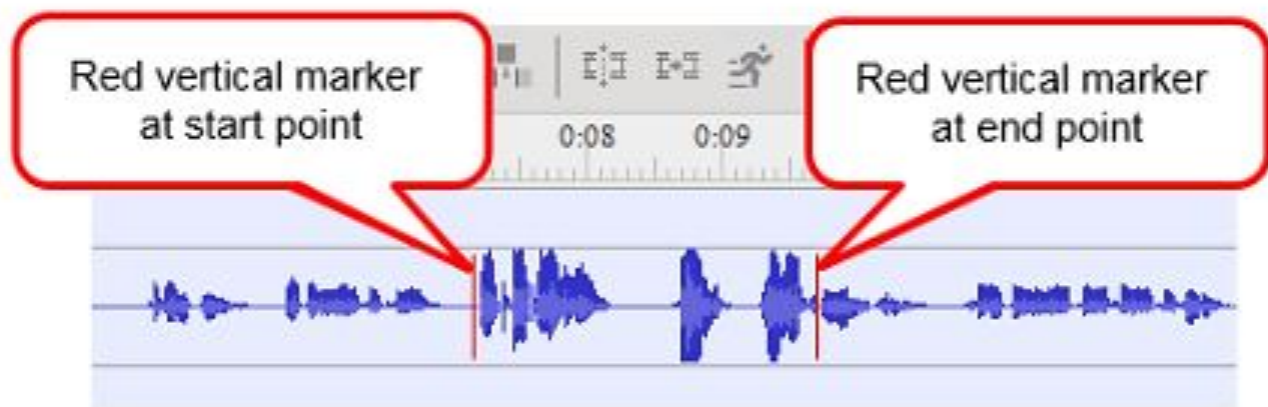 Red vertical marker
at start point
Red vertical marker
at end point
0:08 0:09